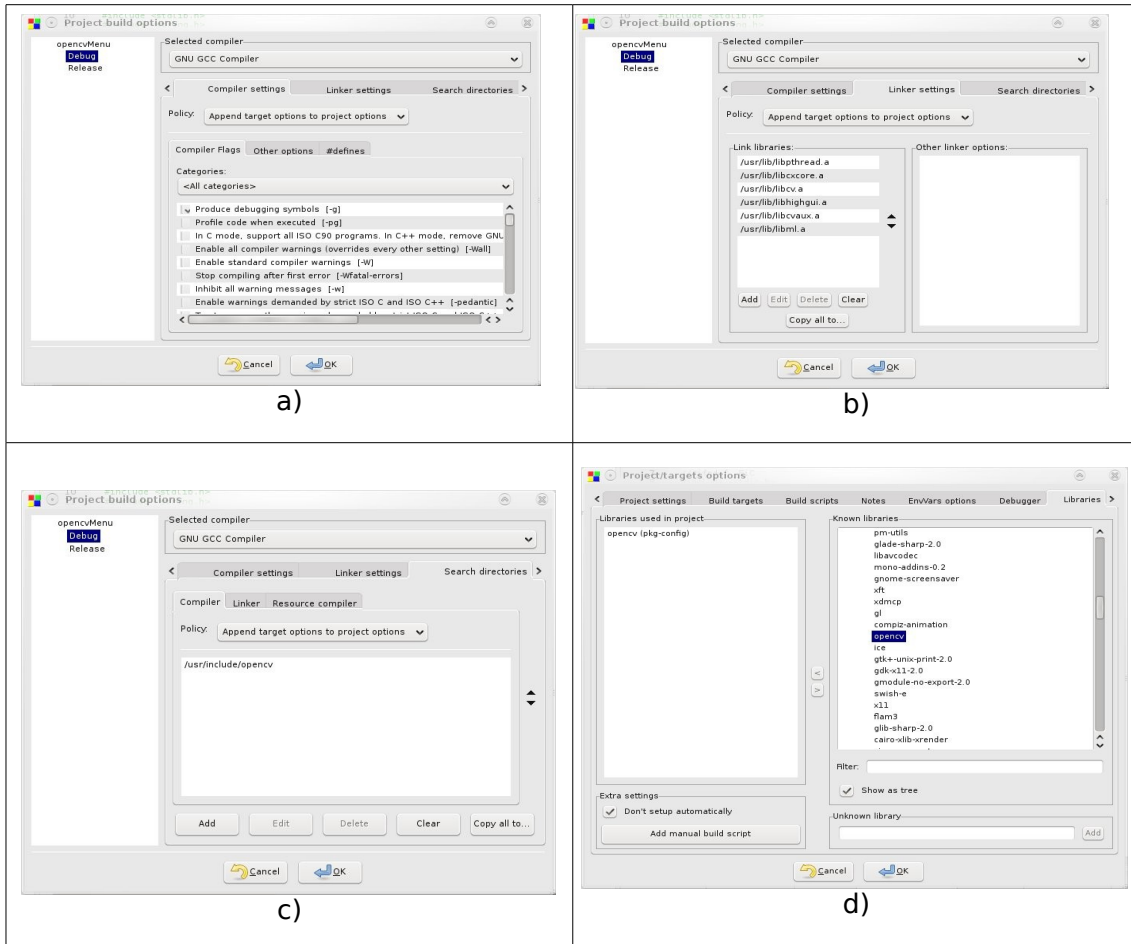 Project build options
opencvMenu
Debug
Release
Selected compiler
GNU GCC Compiler
Compiler settings Linker settings Search directories
Policy: Append target options to project options
Compiler Flags Other options #defines
Categories:
<All categories>
Produce debugging symbols [-g]
Profile code when executed [-pg]
In C mode, support all ISO C90 programs. In C++ mode, remove GNU
Enable all compiler warnings (overrides every other setting) [-Wall]
Enable standard compiler warnings [-W]
Stop compiling after first error [-Wfatal-errors]
Inhibit all warning messages [-w]
Enable warnings demanded by strict ISO C and ISO C++ [-pedantic]
Cancel OK
a)
Project build options
opencvMenu
Debug
Release
Selected compiler
GNU GCC Compiler
Compiler settings Linker settings Search directories
Policy: Append target options to project options
Link libraries:
/usr/lib/libpthread.a
/usr/lib/libcxcore.a
/usr/lib/libcv.a
/usr/lib/libhighgui.a
/usr/lib/libcvaux.a
/usr/lib/libml.a
Add Edit Delete Clear
Copy all to...
Other linker options:
Cancel OK
b)
Project build options
opencvMenu
Debug
Release
Selected compiler
GNU GCC Compiler
Compiler settings Linker settings Search directories
Compiler Linker Resource compiler
Policy: Append target options to project options
/usr/include/opencv
Add Edit Delete Clear Copy all to...
Cancel OK
c)
Project/targets options
Project settings Build targets Build scripts Notes EnvVars options Debugger Libraries
Libraries used in project
opencv (pkg-config)
Extra settings
Don't setup automatically
Add manual build script
Known libraries
pm-utils
glade-sharp-2.0
libavcodec
mono-addins-0.2
gnome-screensaver
xft
xdmcp
gl
compiz-animation
opencv
ice
gtk+-unix-print-2.0
gdk-x11-2.0
gmodule-no-export-2.0
swish-e
x11
flam3
glib-sharp-2.0
cairo-xlib-xrender
Filter:
Show as tree
Unknown library
Add
Cancel OK
d)